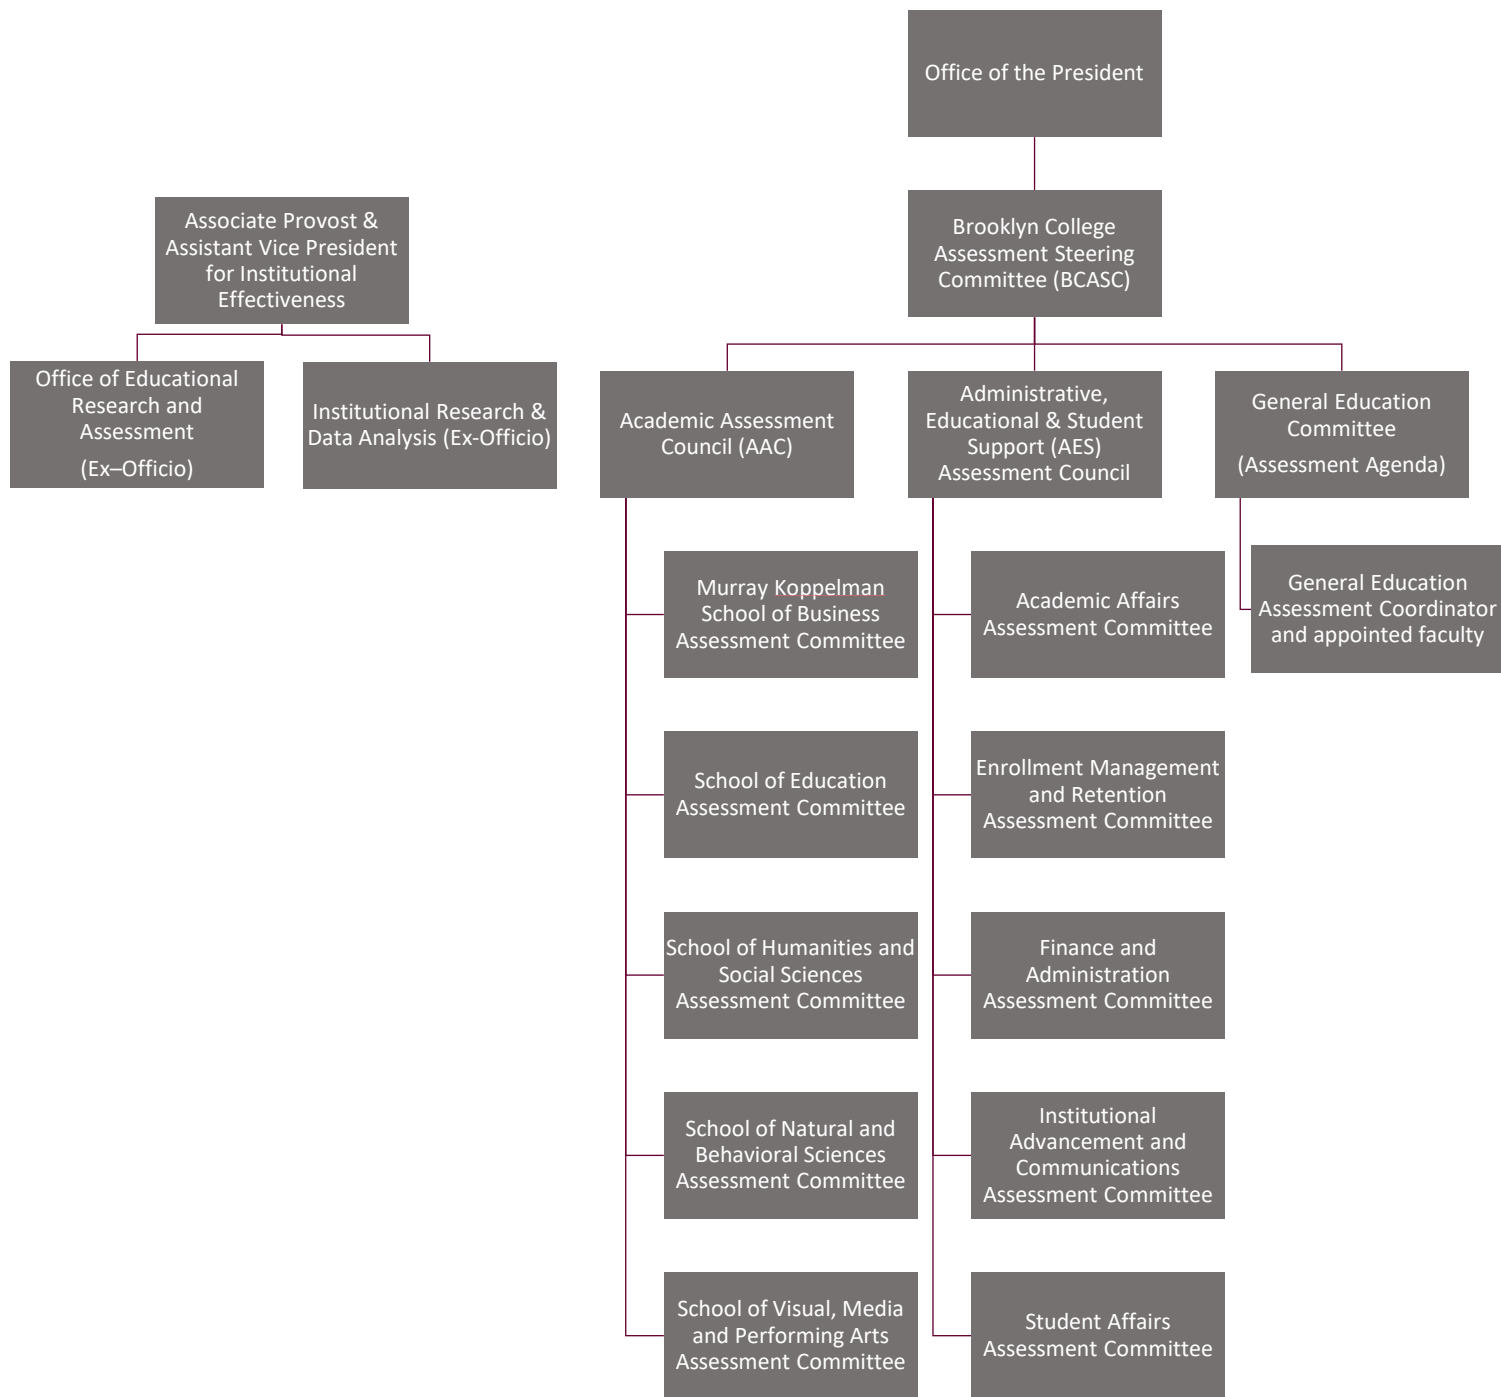 Office of the President
Associate Provost &
Assistant Vice President
for Institutional
Effectiveness
Brooklyn College
Assessment Steering
Committee (BCASC)
Office of Educational
Research and
Assessment
(Ex–Officio)
Institutional Research &
Data Analysis (Ex-Officio)
Academic Assessment
Council (AAC)
Administrative,
Educational & Student
Support (AES)
Assessment Council
General Education
Committee
(Assessment Agenda)
Murray Koppelman
School of Business
Assessment Committee
Academic Affairs
Assessment Committee
General Education
Assessment Coordinator
and appointed faculty
School of Education
Assessment Committee
Enrollment Management
and Retention
Assessment Committee
School of Humanities and
Social Sciences
Assessment Committee
Finance and
Administration
Assessment Committee
School of Natural and
Behavioral Sciences
Assessment Committee
Institutional
Advancement and
Communications
Assessment Committee
School of Visual, Media
and Performing Arts
Assessment Committee
Student Affairs
Assessment Committee